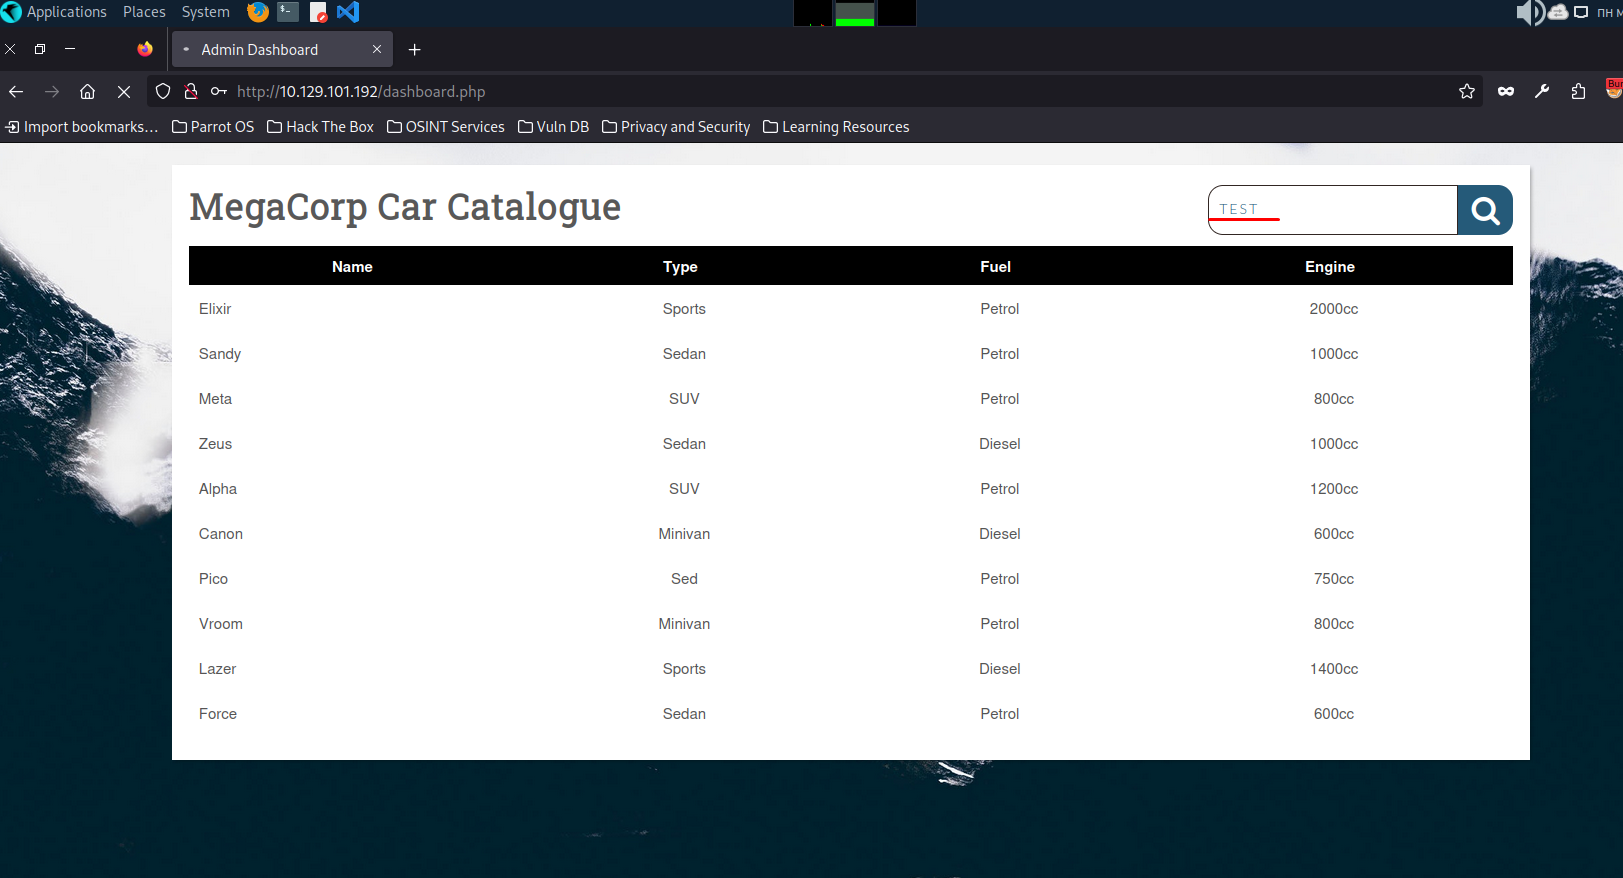 Applications Places System
пн м
Admin Dashboard
http://10.129.101.192/dashboard.php
Import bookmarks... Parrot OS Hack The Box OSINT Services Vuln DB Privacy and Security Learning Resources
MegaCorp Car Catalogue
TEST
Name Type Fuel Engine
Elixir Sports Petrol 2000cc
Sandy Sedan Petrol 1000cc
Meta SUV Petrol 800cc
Zeus Sedan Diesel 1000cc
Alpha SUV Petrol 1200cc
Canon Minivan Diesel 600cc
Pico Sed Petrol 750cc
Vroom Minivan Petrol 800cc
Lazer Sports Diesel 1400cc
Force Sedan Petrol 600cc